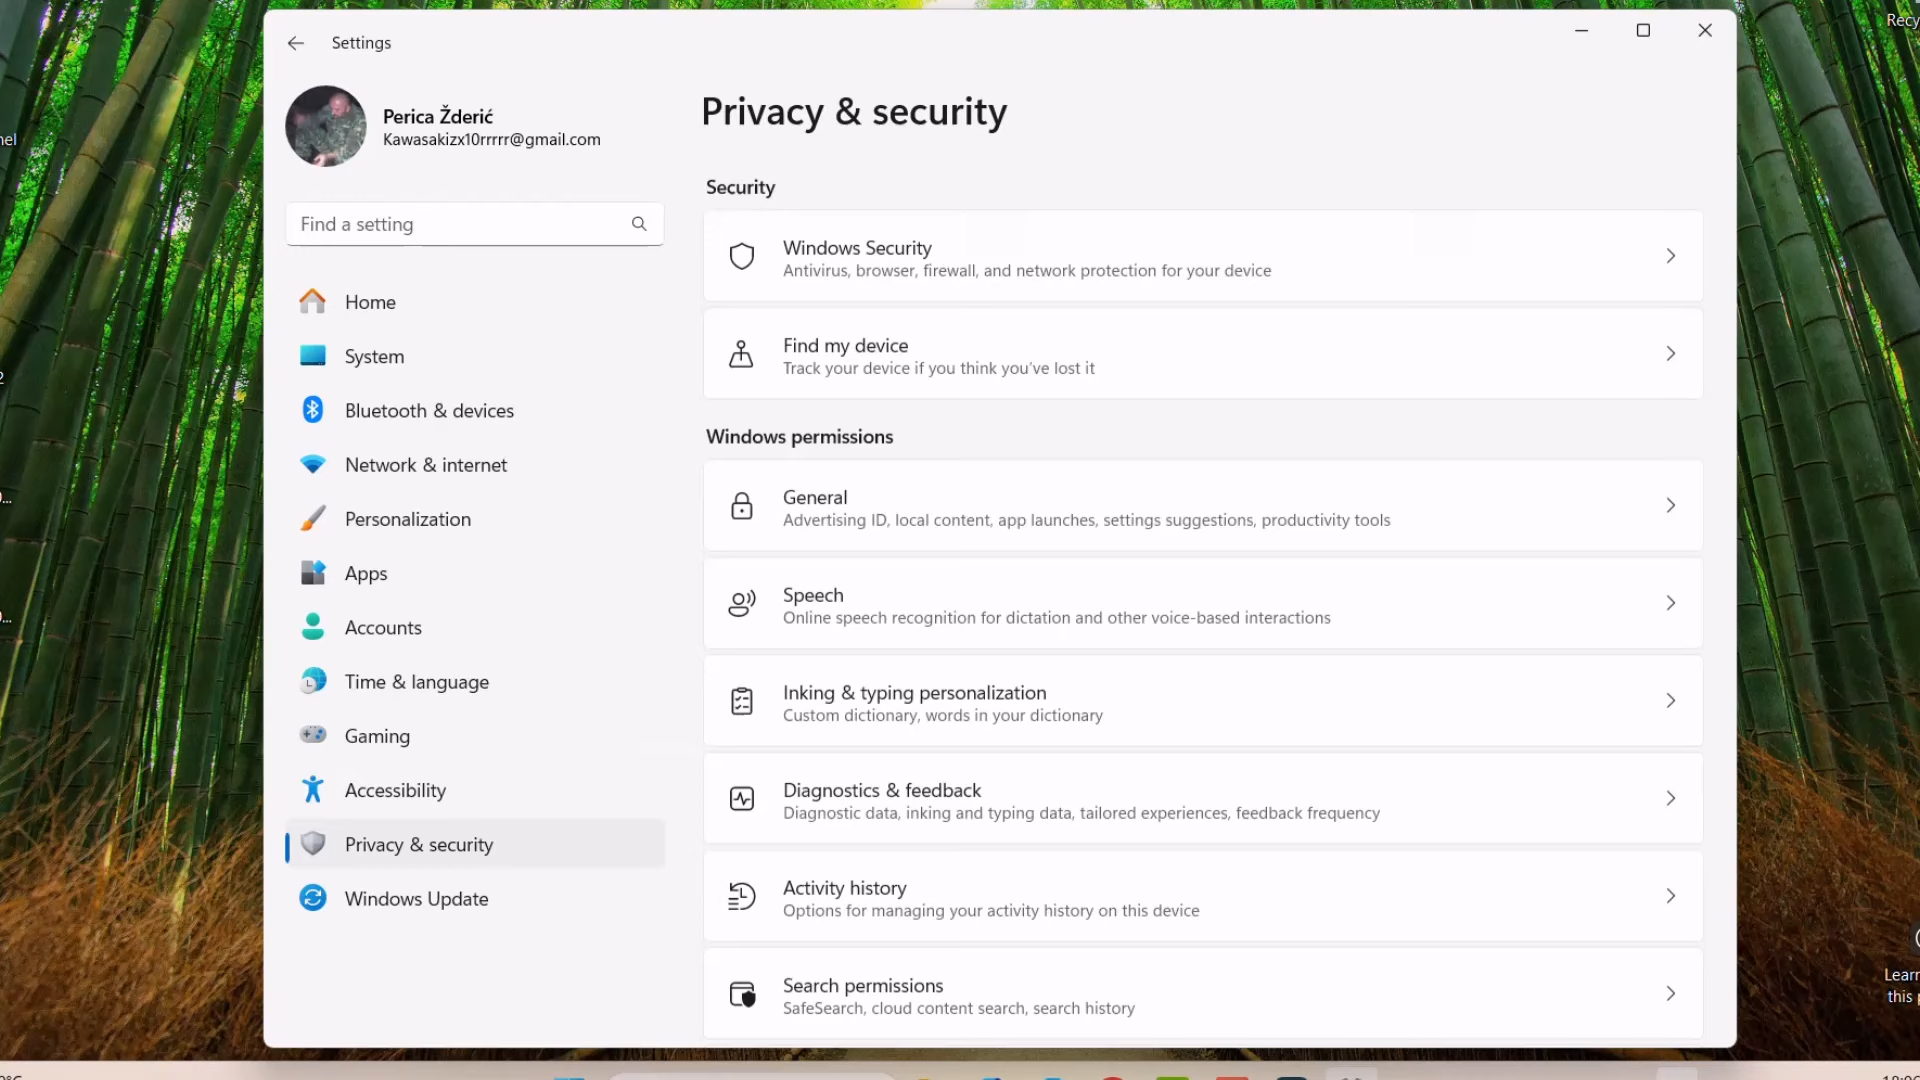 Settings
Perica Žderić
Kawasakizx10rrrrr@gmail.com
Find a setting
Home
System
Bluetooth & devices
Network & internet
Personalization
Apps
Accounts
Time & language
Gaming
Accessibility
Privacy & security
Windows Update
Privacy & security
Security
Windows Security
Antivirus, browser, firewall, and network protection for your device
Find my device
Track your device if you think you've lost it
Windows permissions
General
Advertising ID, local content, app launches, settings suggestions, productivity tools
Speech
Online speech recognition for dictation and other voice-based interactions
Inking & typing personalization
Custom dictionary, words in your dictionary
Diagnostics & feedback
Diagnostic data, inking and typing data, tailored experiences, feedback frequency
Activity history
Options for managing your activity history on this device
Search permissions
SafeSearch, cloud content search, search history
Recy
nel
Lear
this